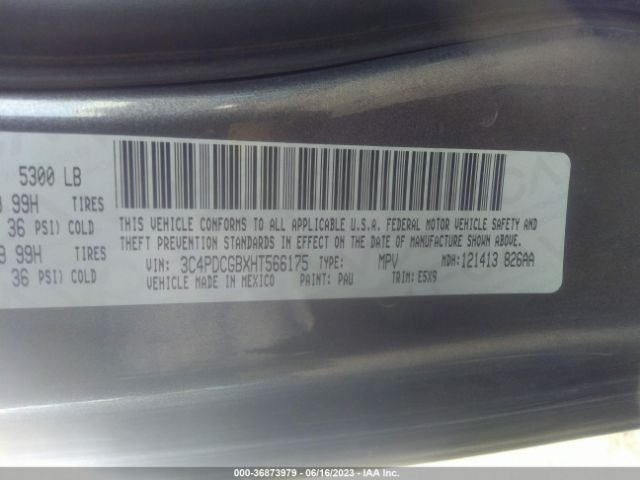 5300 LB
99H TIRES
36 PSI) COLD
99H TIRES
36 PSI) COLD
THIS VEHICLE CONFORMS TO ALL APPLICABLE U.S.A. FEDERAL MOTOR VEHICLE SAFETY AND
THEFT PREVENTION STANDARDS IN EFFECT ON THE DATE OF MANUFACTURE SHOWN ABOVE.
VIN: 3C4PDCGBXHT566175 TYPE: MPV MDH:121413 826AA
VEHICLE MADE IN MEXICO PAINT: PAU TRIM: E5X9
000-36873979 - 06/16/2023 - IAA Inc.